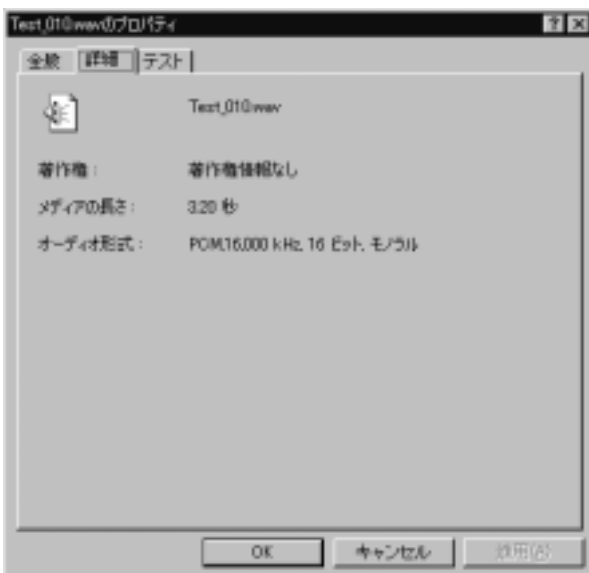 Test_010.wavのプロパティ
全般 詳細 テスト
Test_010.wav
著作権： 著作権情報なし
メディアの長さ： 3.20 秒
オーディオ形式： PCM,16.000 kHz, 16 ビット, モノラル
OK キャンセル 適用(A)